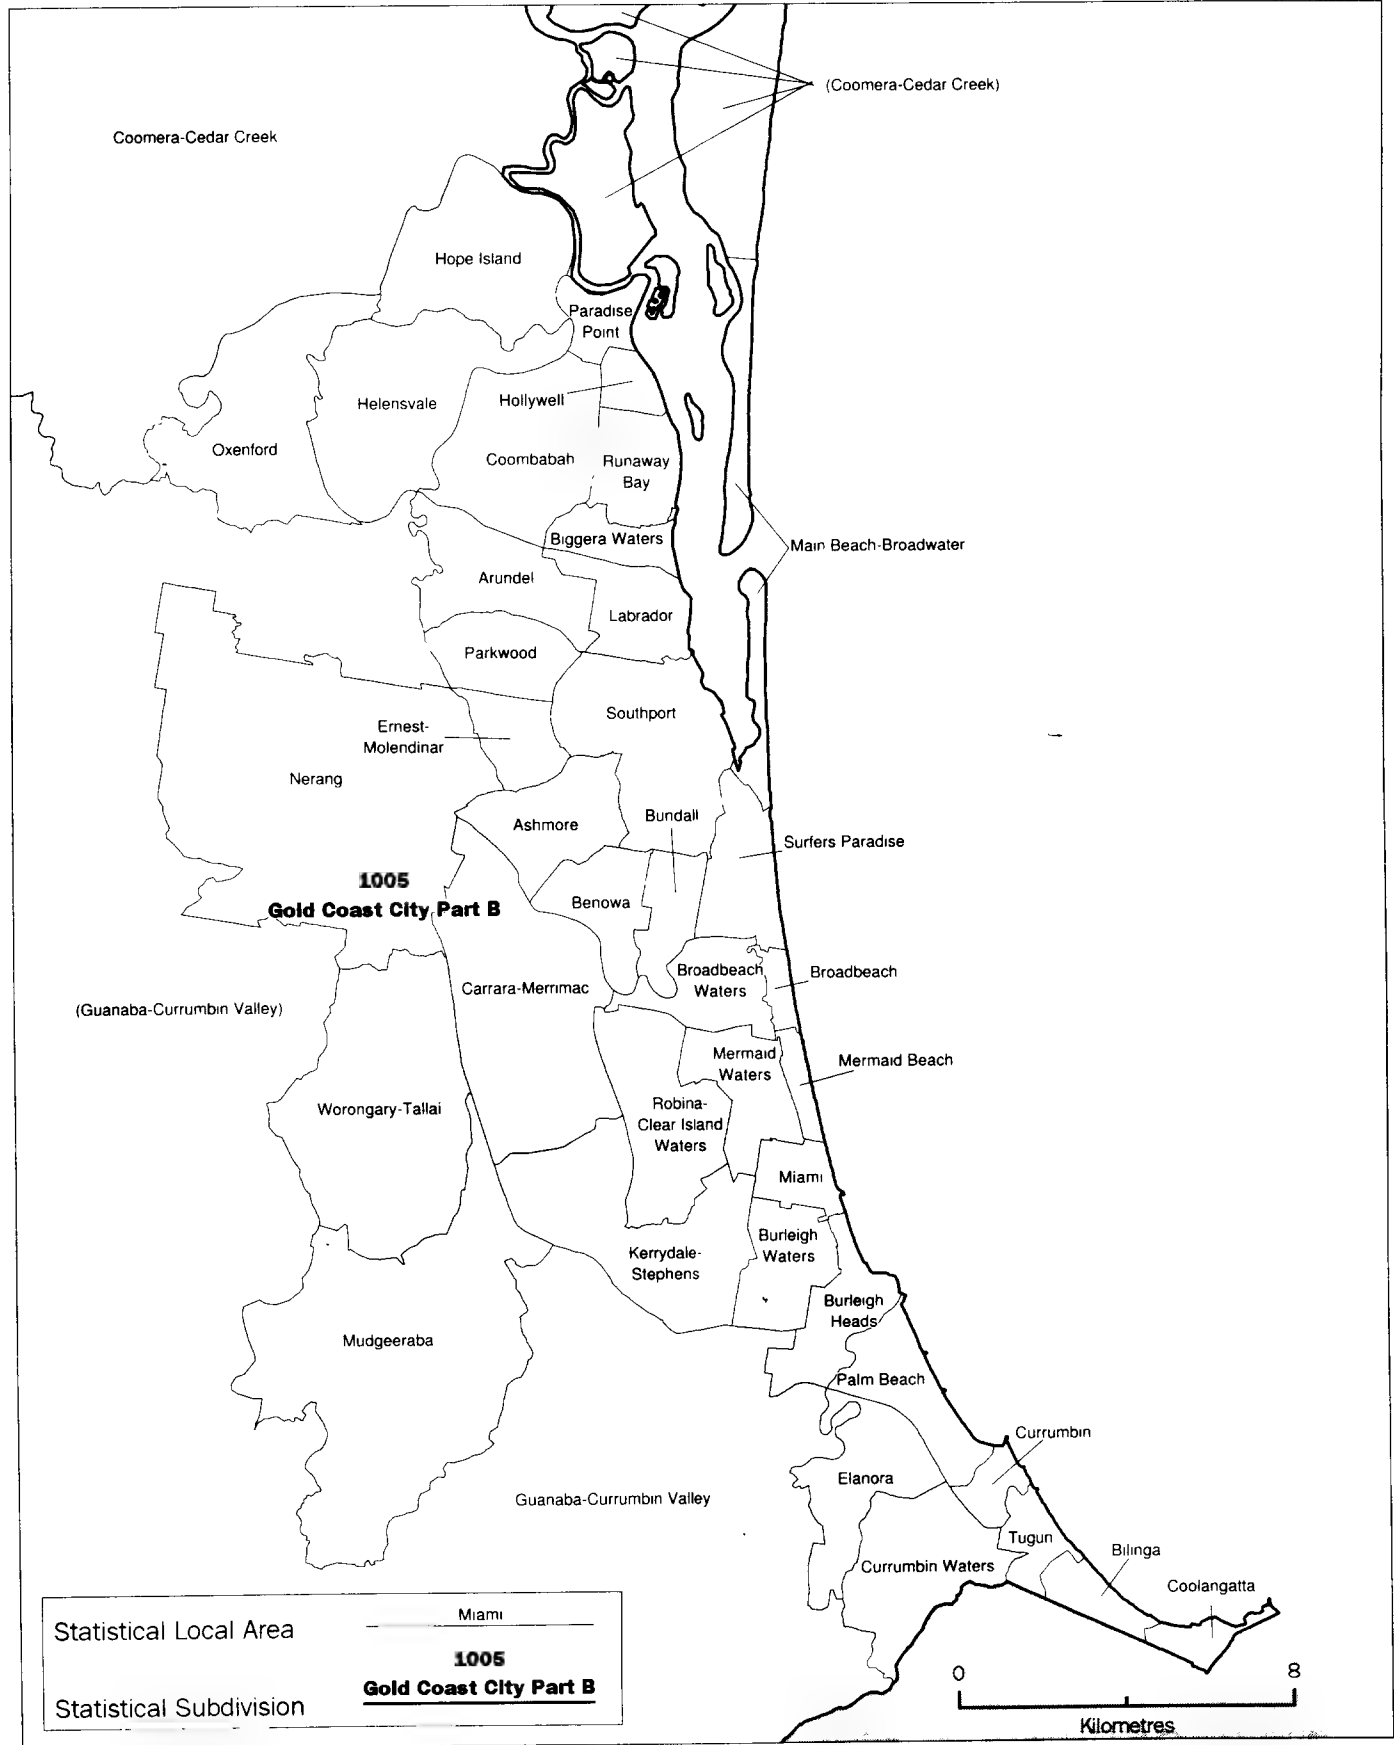 (Coomera-Cedar Creek)
Coomera-Cedar Creek
Hope Island
Paradise
Point
Hollywell
Helensvale
Oxenford
Coombabah
Runaway
Bay
Biggera Waters
Main Beach-Broadwater
Arundel
Labrador
Parkwood
Southport
Ernest-
Molendinar
Nerang
Ashmore
Bundall
Surfers Paradise
1005
Gold Coast City Part B
Benowa
Broadbeach
Waters
Broadbeach
Carrara-Merrimac
(Guanaba-Currumbin Valley)
Mermaid
Waters
Mermaid Beach
Worongary-Tallai
Robina-
Clear Island
Waters
Miami
Burleigh
Waters
Kerrydale-
Stephens
Burleigh
Heads
Mudgeeraba
Palm Beach
Currumbin
Elanora
Guanaba-Currumbin Valley
Tugun
Bilinga
Currumbin Waters
Coolangatta
Statistical Local Area
Miami
1005
Gold Coast City Part B
Statistical Subdivision
0 8
Kilometres